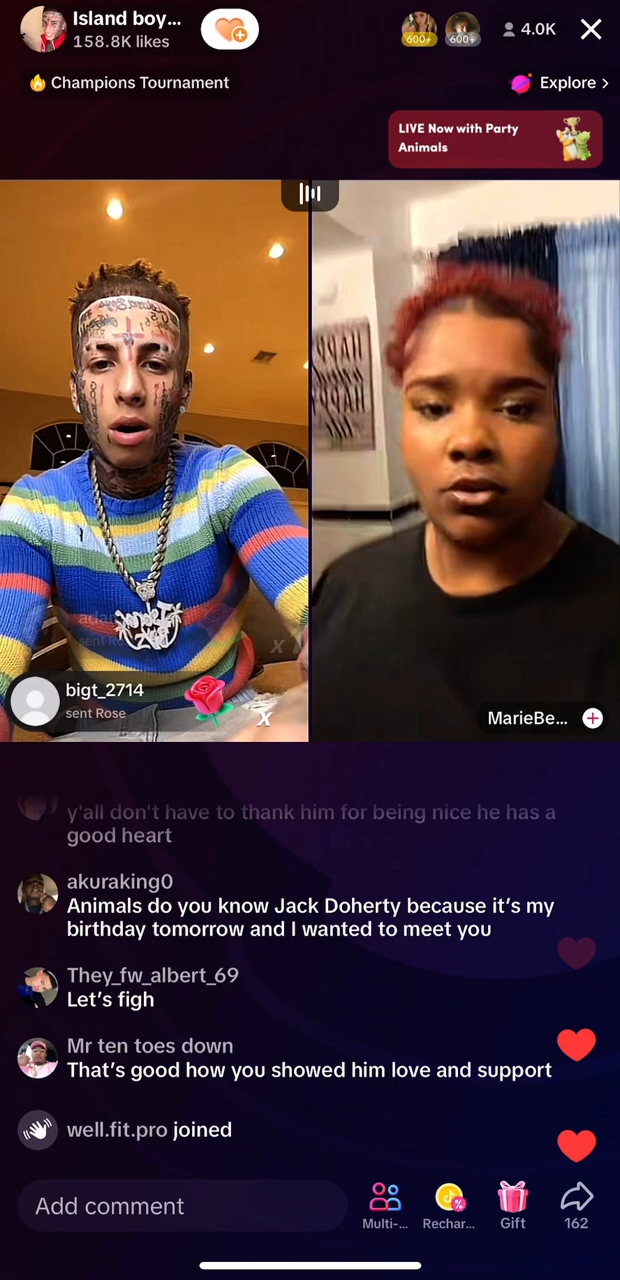 Island boy...
158.8K likes
600+
600+
4.0K
Champions Tournament
Explore >
LIVE Now with Party
Animals
bigt_2714
sent Rose
x
MarieBe...
y'all don't have to thank him for being nice he has a
good heart
akuraking0
Animals do you know Jack Doherty because it’s my
birthday tomorrow and I wanted to meet you
They_fw_albert_69
Let’s figh
Mr ten toes down
That’s good how you showed him love and support
well.fit.pro joined
Add comment
Multi-...
Rechar...
Gift
162